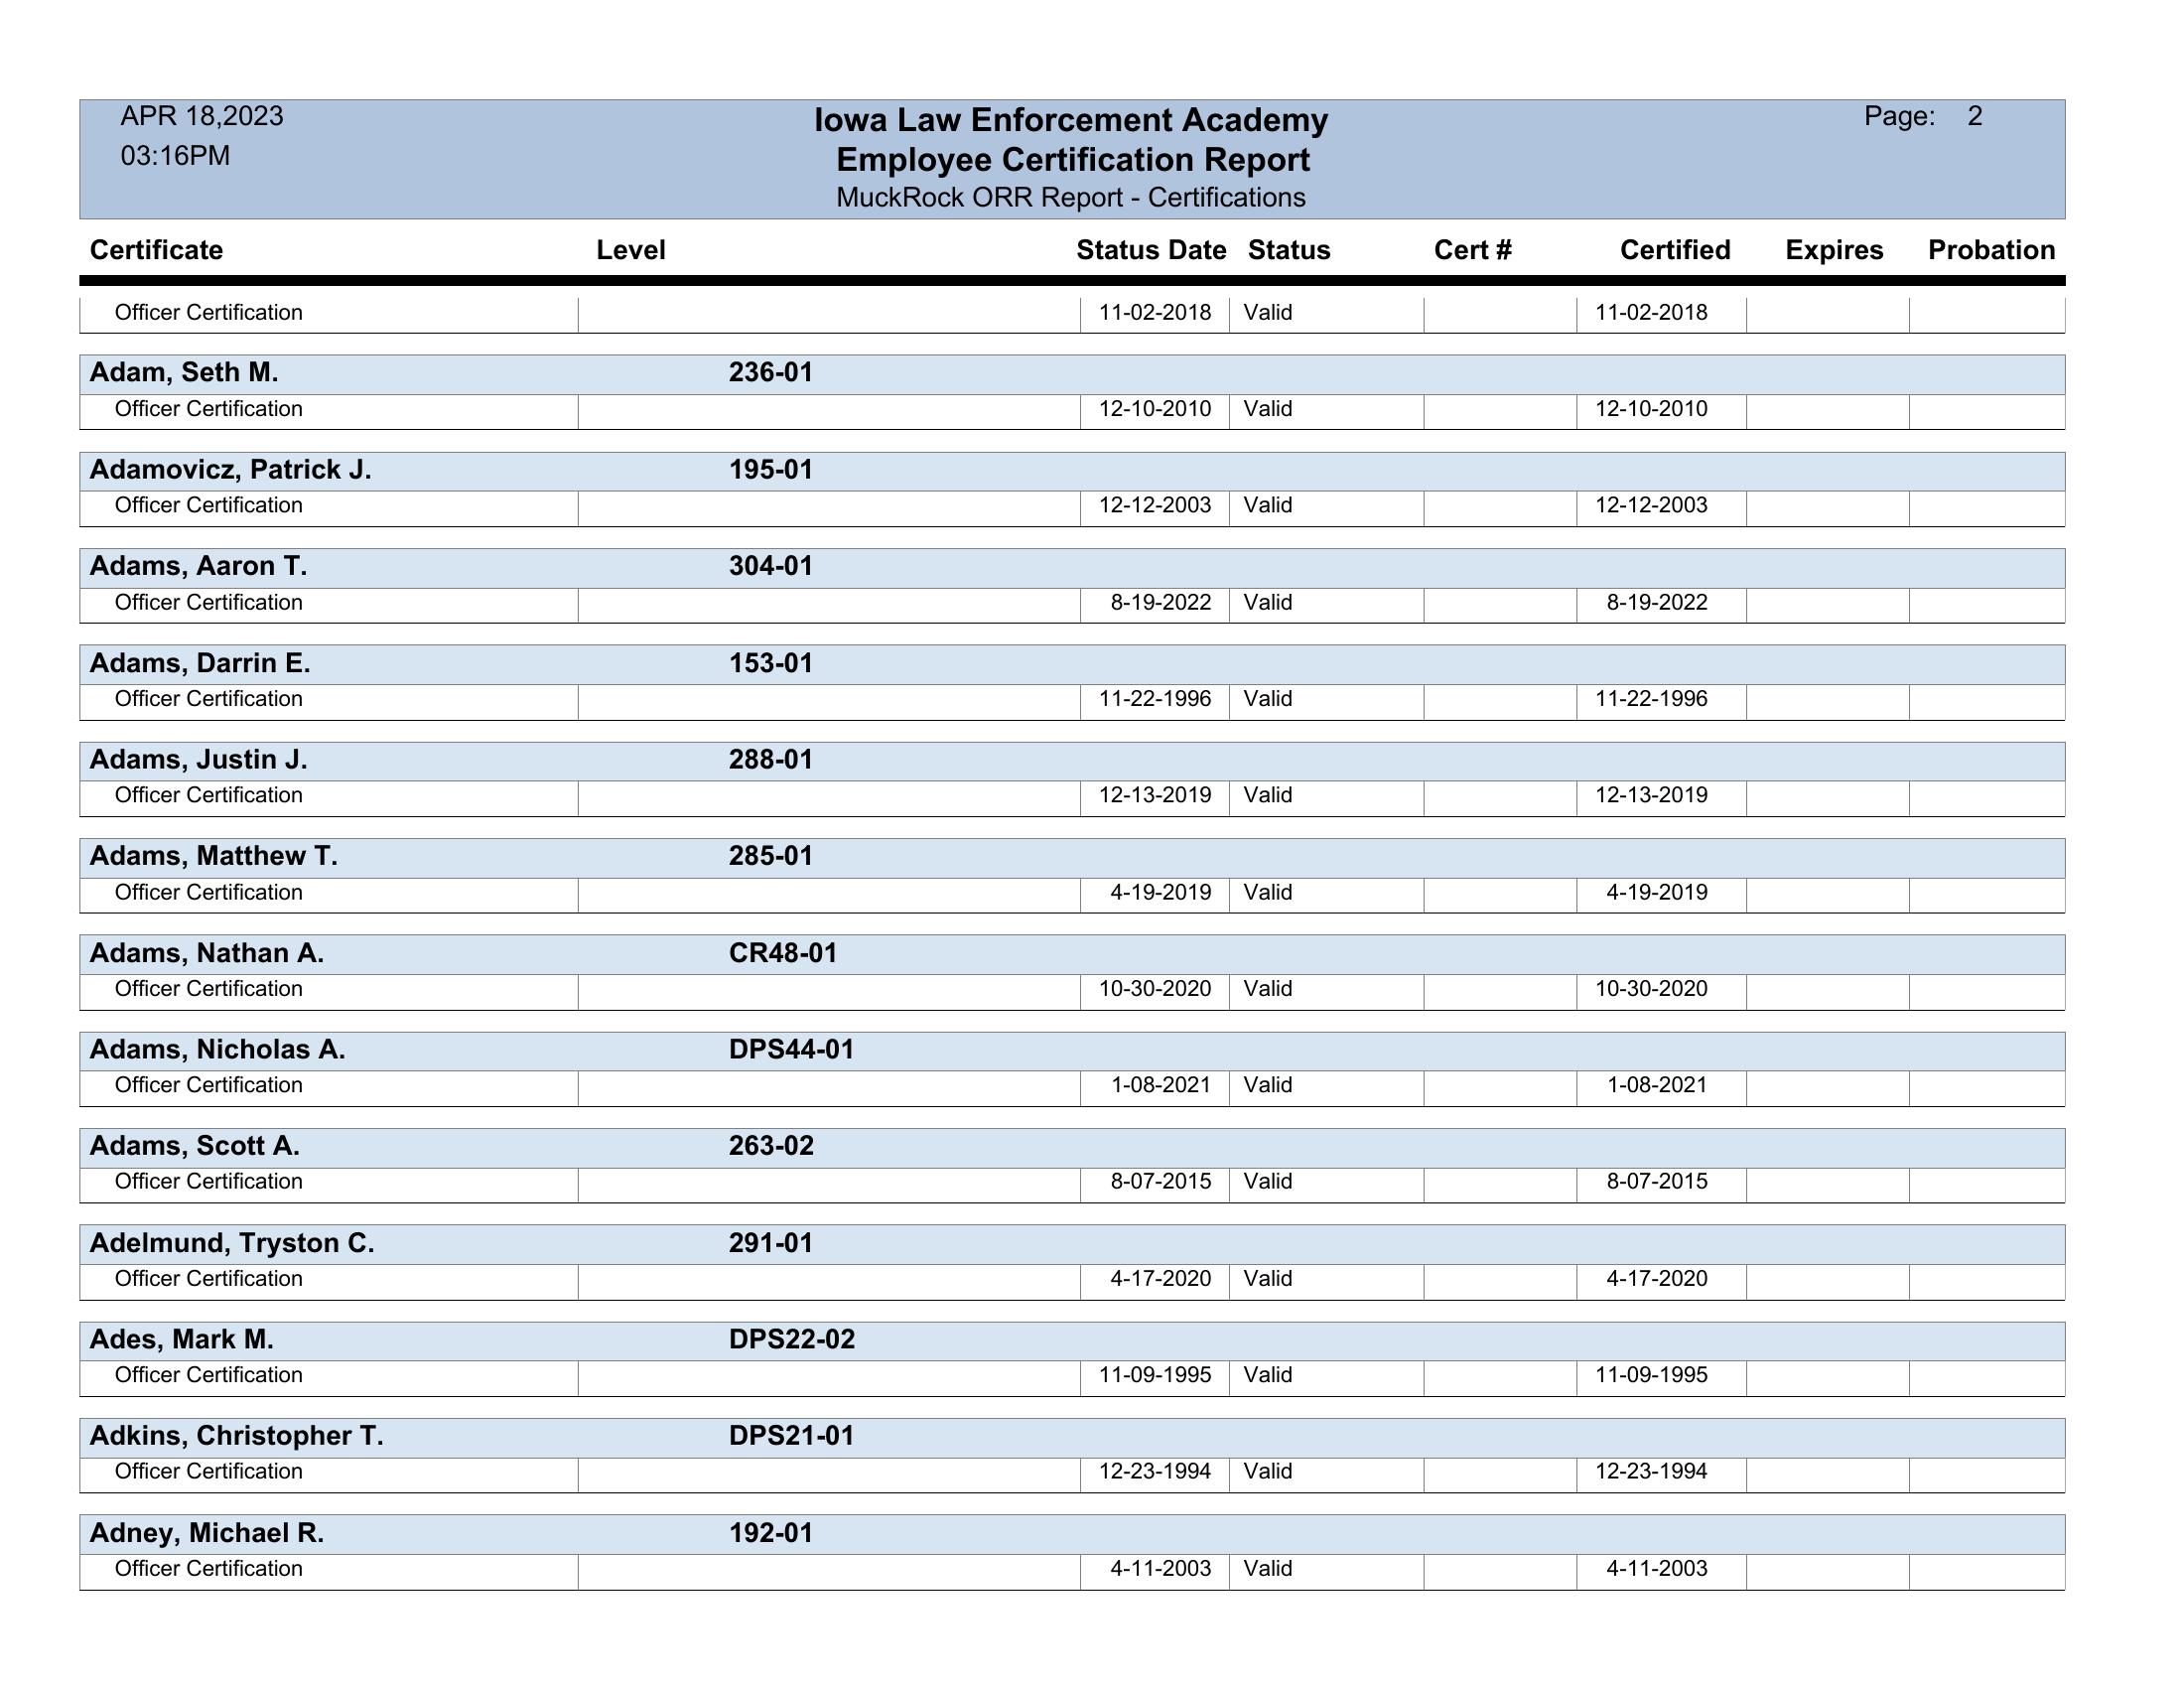 APR 18,2023
03:16PM
Iowa Law Enforcement Academy
Employee Certification Report
MuckRock ORR Report - Certifications
Page: 2
Certificate Level Status Date Status Cert # Certified Expires Probation
Officer Certification 11-02-2018 Valid 11-02-2018
Adam, Seth M. 236-01
Officer Certification 12-10-2010 Valid 12-10-2010
Adamovicz, Patrick J. 195-01
Officer Certification 12-12-2003 Valid 12-12-2003
Adams, Aaron T. 304-01
Officer Certification 8-19-2022 Valid 8-19-2022
Adams, Darrin E. 153-01
Officer Certification 11-22-1996 Valid 11-22-1996
Adams, Justin J. 288-01
Officer Certification 12-13-2019 Valid 12-13-2019
Adams, Matthew T. 285-01
Officer Certification 4-19-2019 Valid 4-19-2019
Adams, Nathan A. CR48-01
Officer Certification 10-30-2020 Valid 10-30-2020
Adams, Nicholas A. DPS44-01
Officer Certification 1-08-2021 Valid 1-08-2021
Adams, Scott A. 263-02
Officer Certification 8-07-2015 Valid 8-07-2015
Adelmund, Tryston C. 291-01
Officer Certification 4-17-2020 Valid 4-17-2020
Ades, Mark M. DPS22-02
Officer Certification 11-09-1995 Valid 11-09-1995
Adkins, Christopher T. DPS21-01
Officer Certification 12-23-1994 Valid 12-23-1994
Adney, Michael R. 192-01
Officer Certification 4-11-2003 Valid 4-11-2003